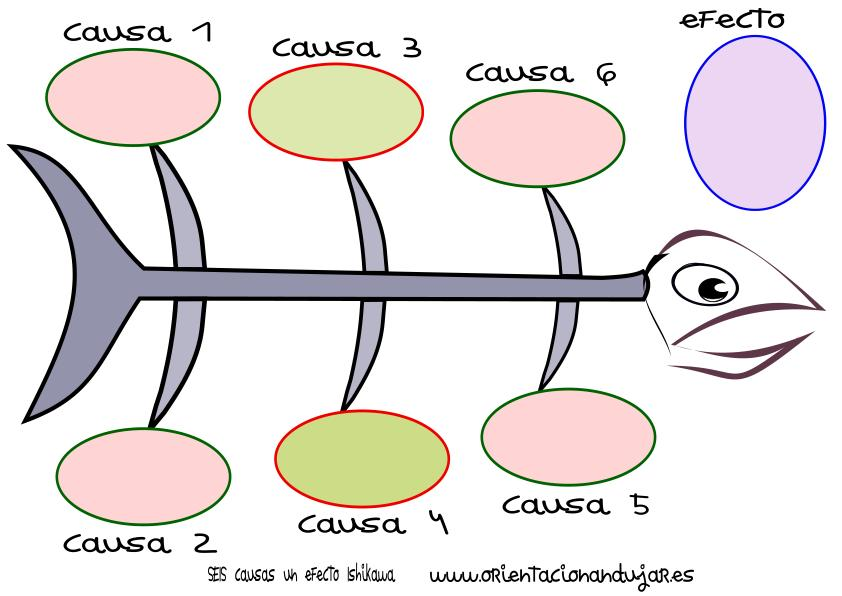 causa 1
causa 3
causa 6
efecto
causa 2
causa 4
causa 5
SEIS causas un efecto Ishikawa
www.orientacionandujar.es